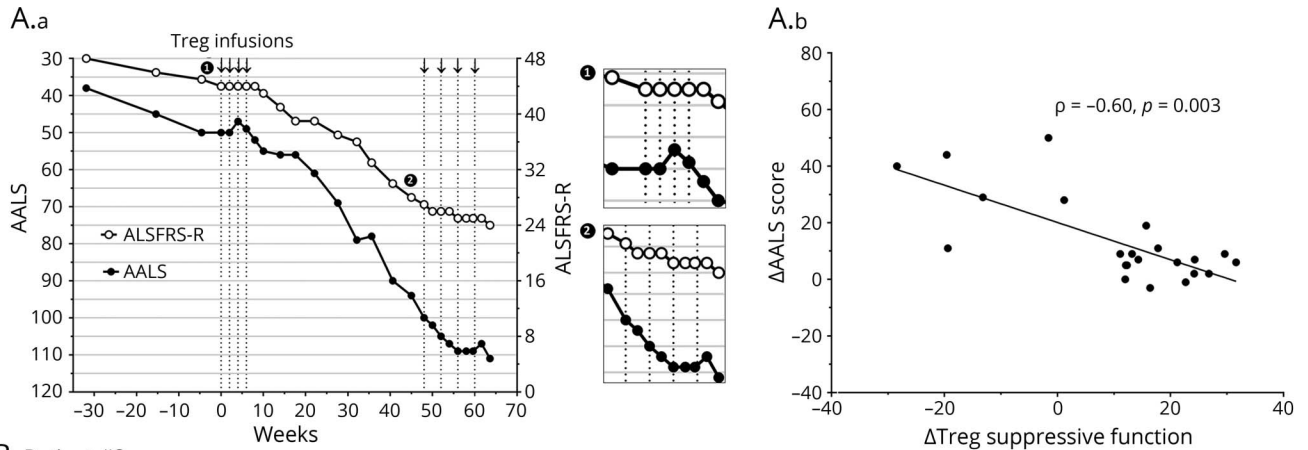 A.a
Treg infusions
30
40
50
60
70
80
90
100
110
120
AALS
48
40
32
24
16
8
0
ALSFRS-R
1
2
ALSFRS-R
AALS
−30 −20 −10 0 10 20 30 40 50 60 70
Weeks
1
2
A.b
80
60
40
20
0
−20
−40
ΔAALS score
ρ = −0.60, p = 0.003
−40 −20 0 20 40
ΔTreg suppressive function